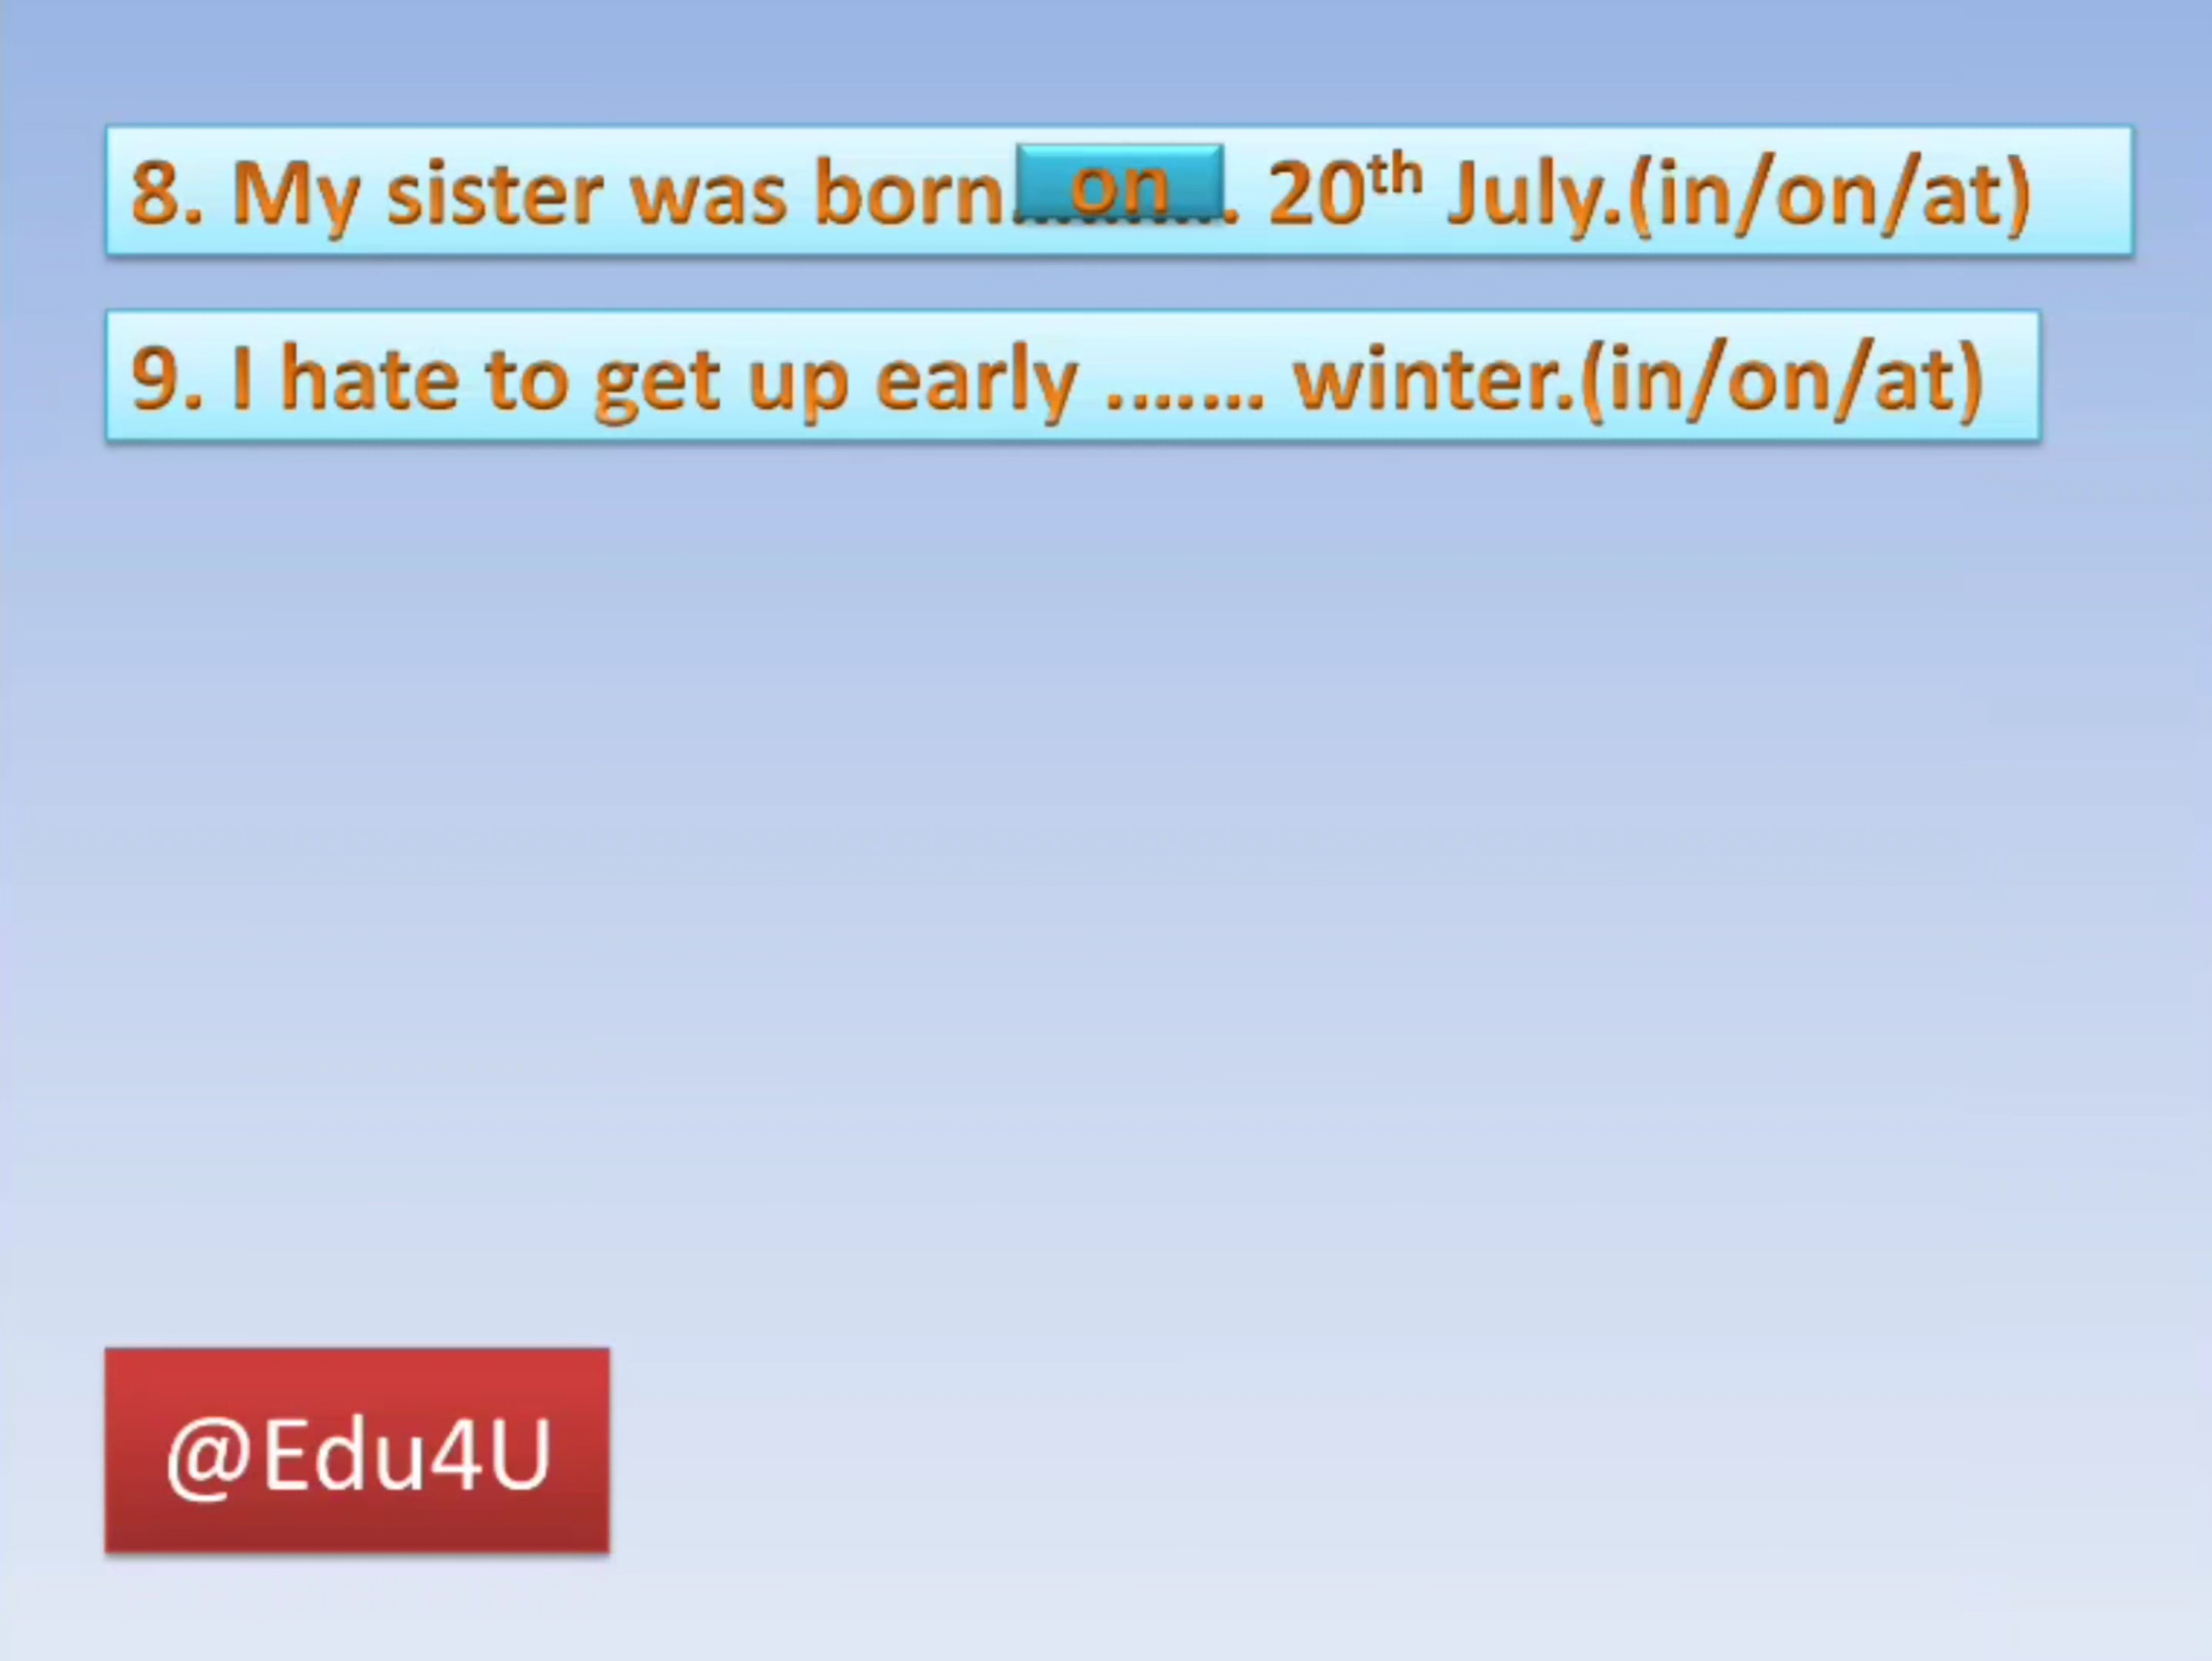 8. My sister was born.on. 20th July.(in/on/at)
9. I hate to get up early ....... winter.(in/on/at)
@Edu4U